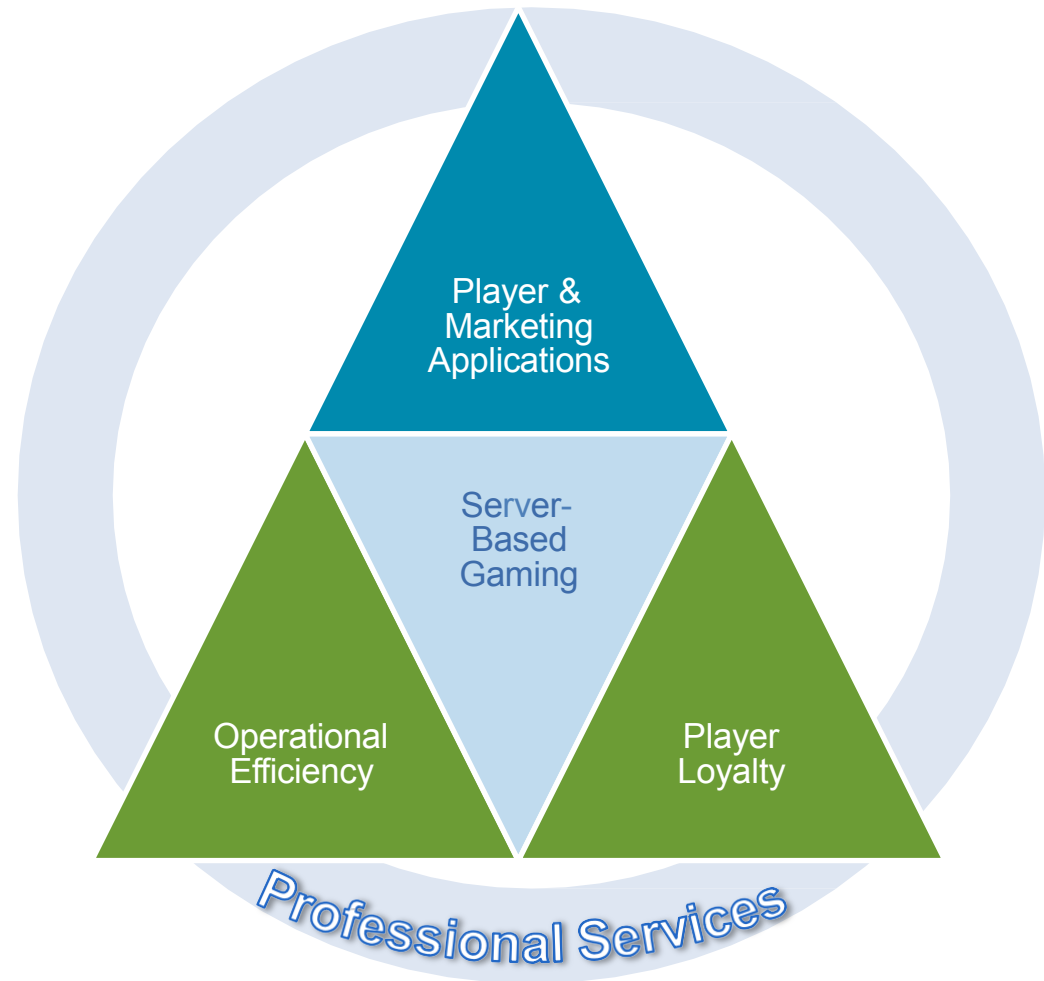 Player &
Marketing
Applications
Server-
Based
Gaming
Operational
Efficiency
Player
Loyalty
Professional Services